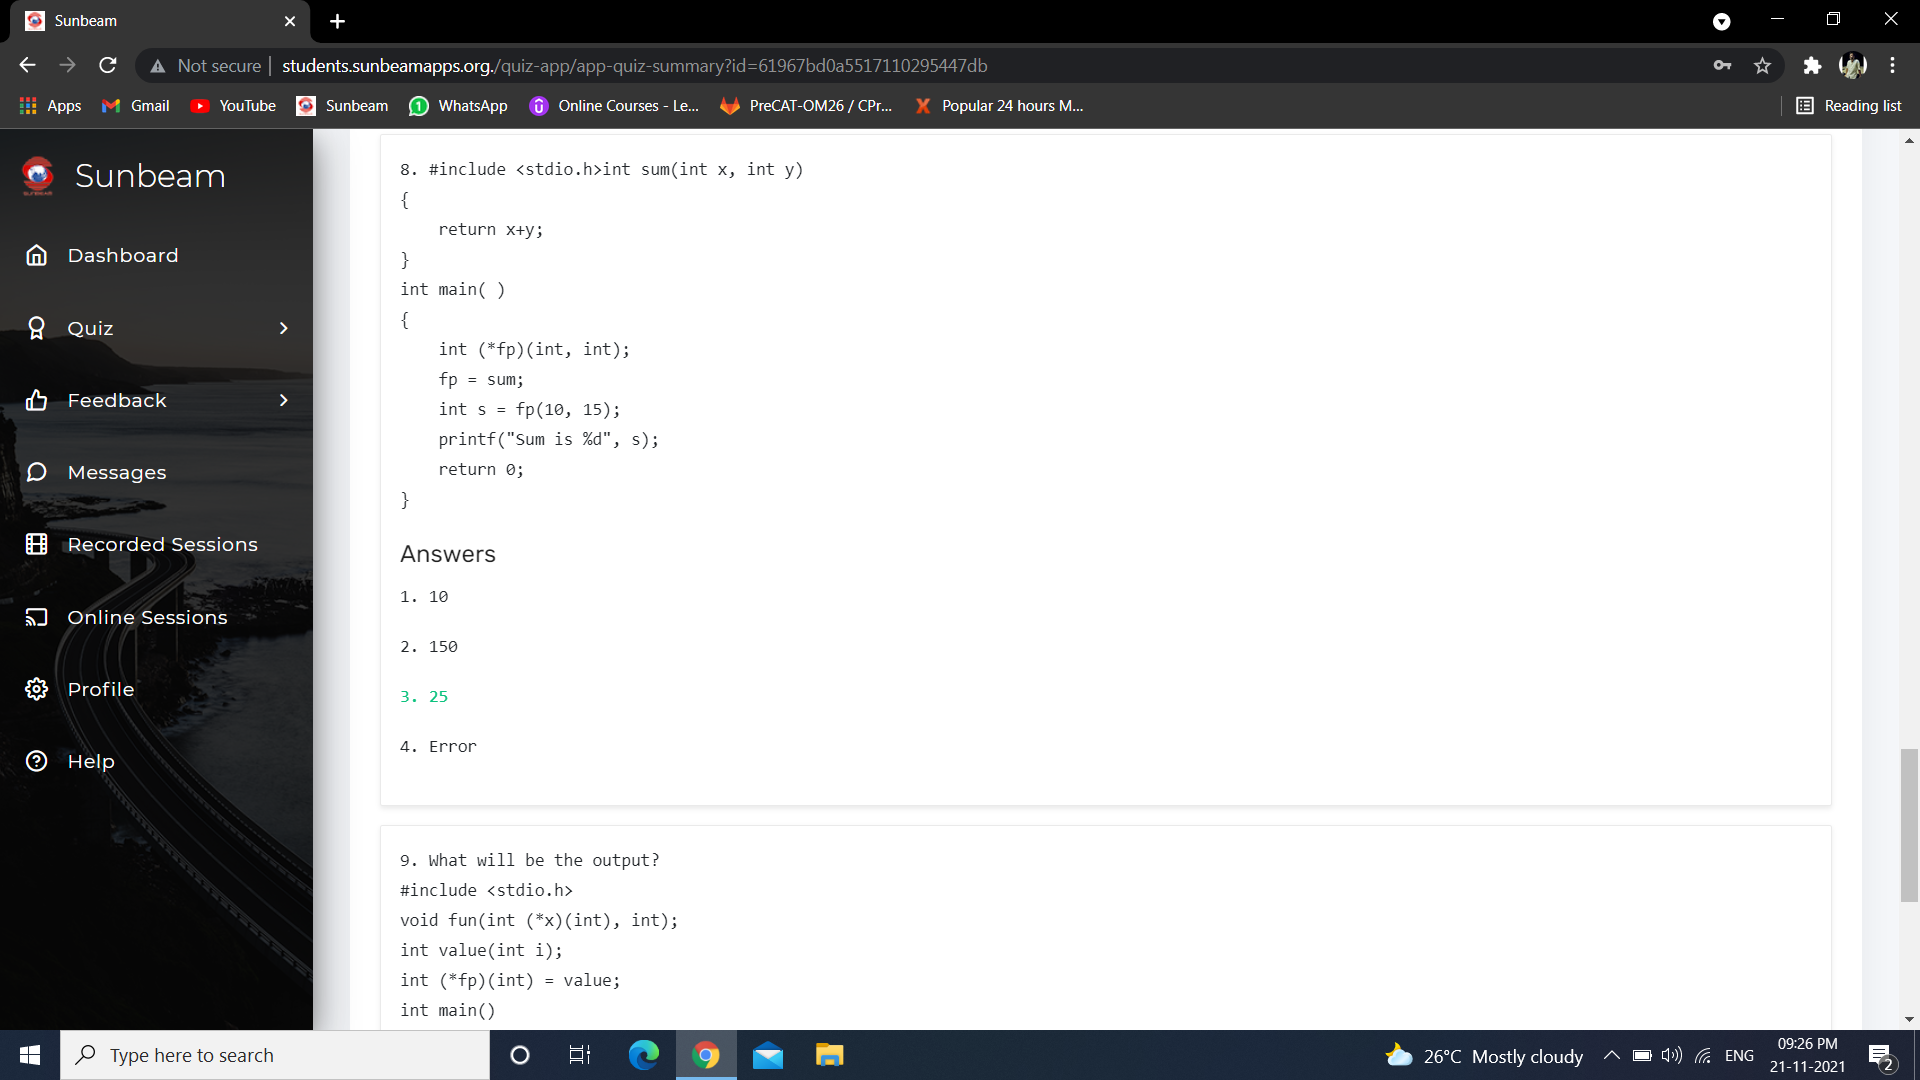 Sunbeam
Not secure
students.sunbeamapps.org./quiz-app/app-quiz-summary?id=61967bd0a5517110295447db
Apps
Gmail
YouTube
Sunbeam
1
WhatsApp
Online Courses - Le...
PreCAT-OM26 / CPr...
Popular 24 hours M...
Reading list
Sunbeam
Dashboard
Quiz
Feedback
Messages
Recorded Sessions
Online Sessions
Profile
Help
8. #include <stdio.h>int sum(int x, int y)
{
    return x+y;
}
int main( )
{
    int (*fp)(int, int);
    fp = sum;
    int s = fp(10, 15);
    printf("Sum is %d", s);
    return 0;
}
Answers
1. 10
2. 150
3. 25
4. Error
9. What will be the output?
#include <stdio.h>
void fun(int (*x)(int), int);
int value(int i);
int (*fp)(int) = value;
int main()
Type here to search
26°C Mostly cloudy
ENG
09:26 PM
21-11-2021
2